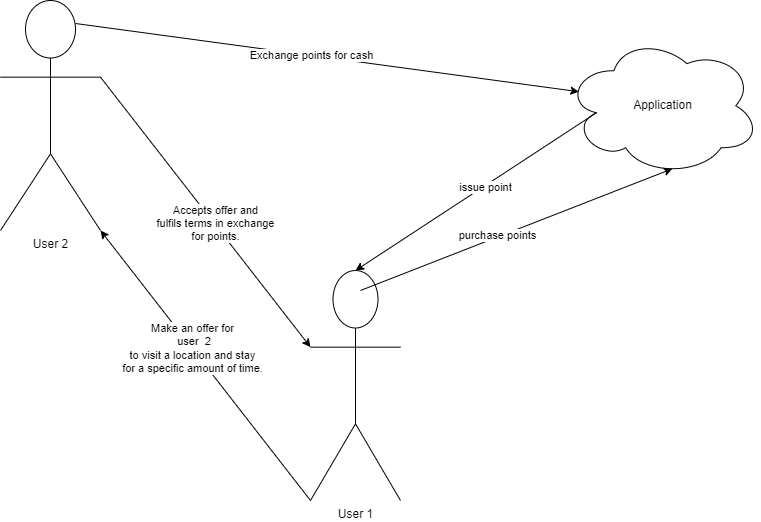 Exchange points for cash
Application
issue point
Accepts offer and
fulfils terms in exchange
for points.
purchase points
User 2
Make an offer for
user 2
to visit a location and stay
for a specific amount of time.
User 1